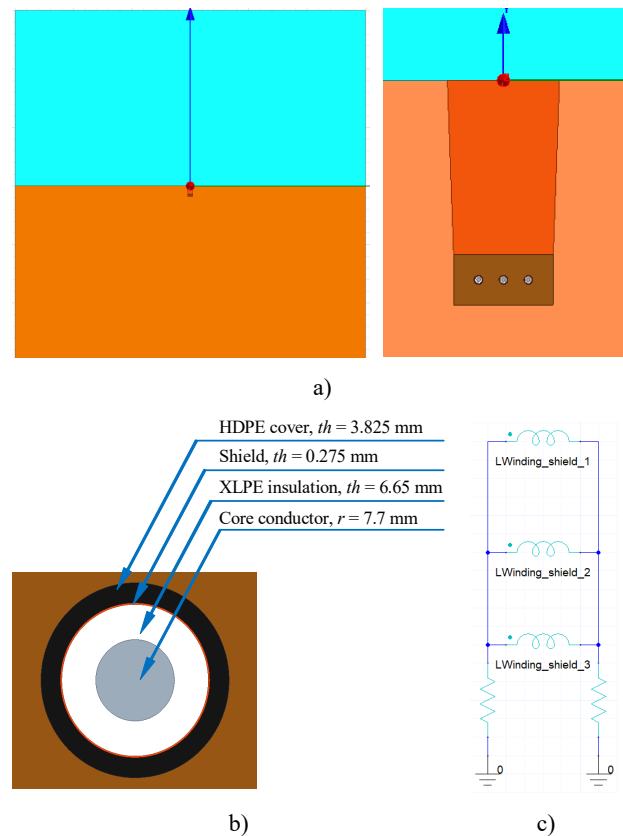 a)
HDPE cover, th = 3.825 mm
Shield, th = 0.275 mm
XLPE insulation, th = 6.65 mm
Core conductor, r = 7.7 mm
LWinding_shield_1
LWinding_shield_2
LWinding_shield_3
0
0
b)
c)